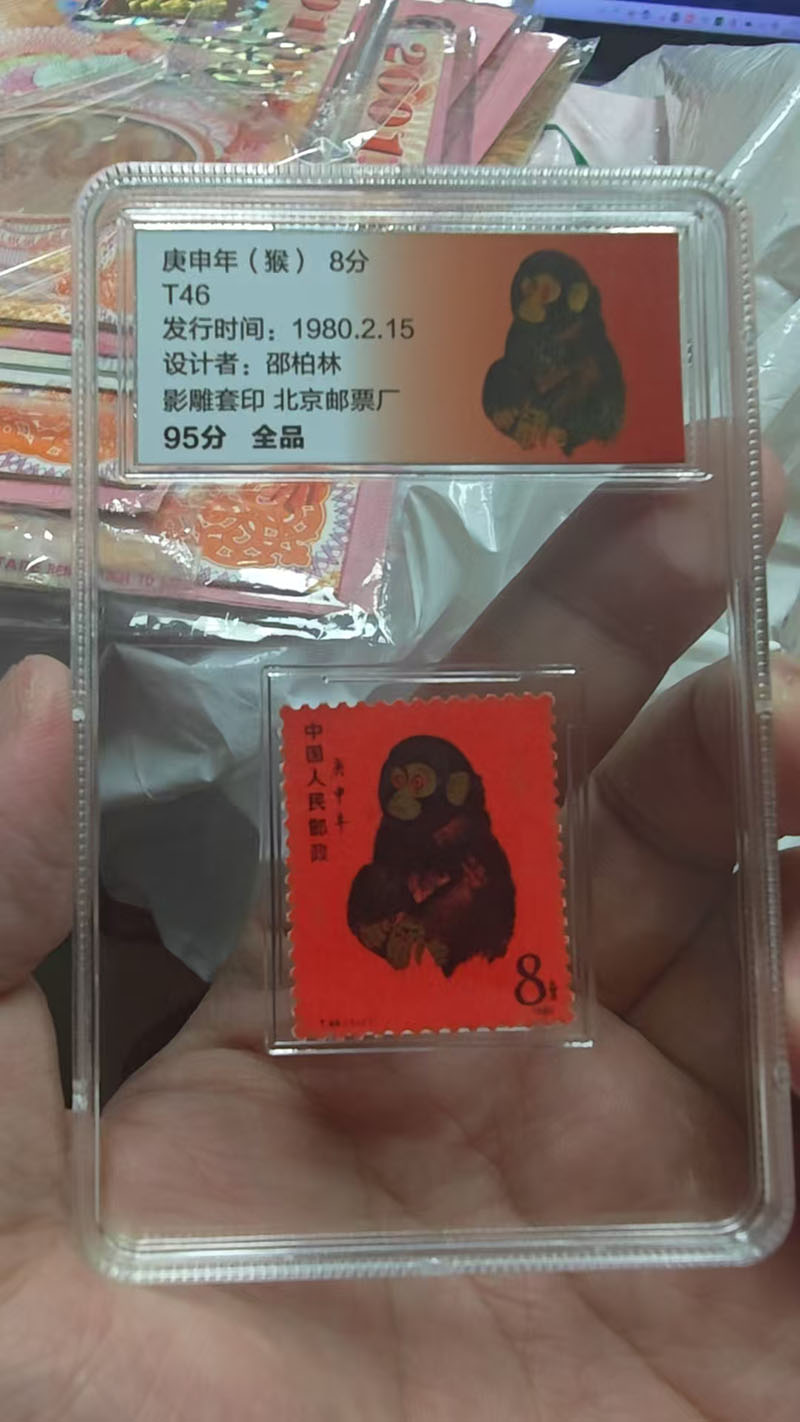 2001
庚申年（猴） 8分
T46
发行时间：1980.2.15
设计者：邵柏林
影雕套印 北京邮票厂
95分 全品
中国人民邮政
庚申年
8分